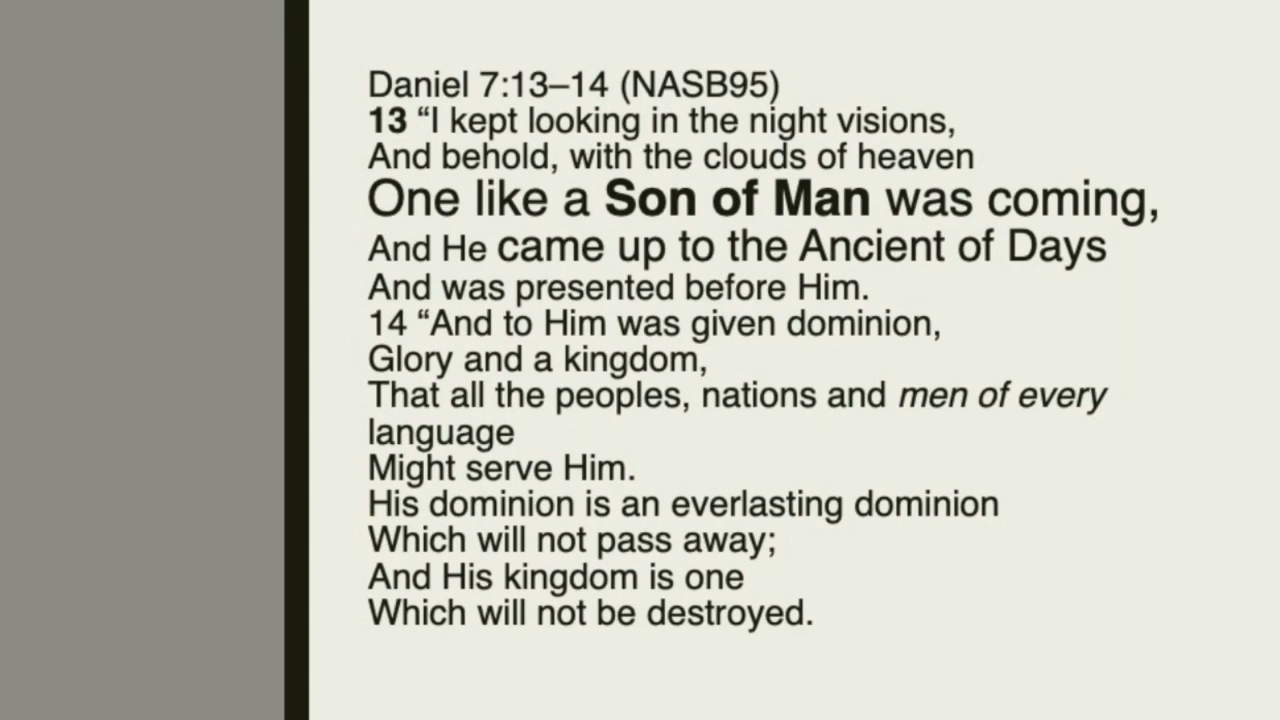 Daniel 7:13–14 (NASB95)
13 “I kept looking in the night visions,
And behold, with the clouds of heaven
One like a Son of Man was coming,
And He came up to the Ancient of Days
And was presented before Him.
14 “And to Him was given dominion,
Glory and a kingdom,
That all the peoples, nations and men of every
language
Might serve Him.
His dominion is an everlasting dominion
Which will not pass away;
And His kingdom is one
Which will not be destroyed.